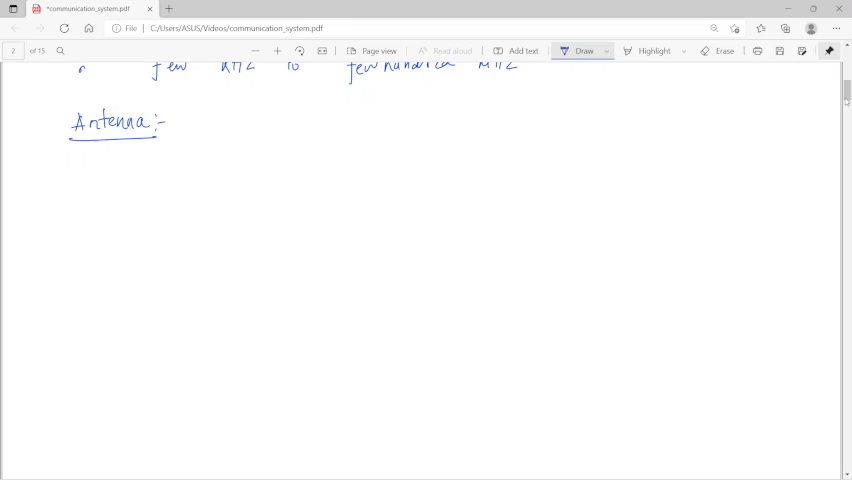 *communication_system.pdf
File C:/Users/ASUS/Videos/communication_system.pdf
2 of 15 Page view Read aloud Add text Draw Highlight Erase
few KHz to few hundred MHz
Antenna :-